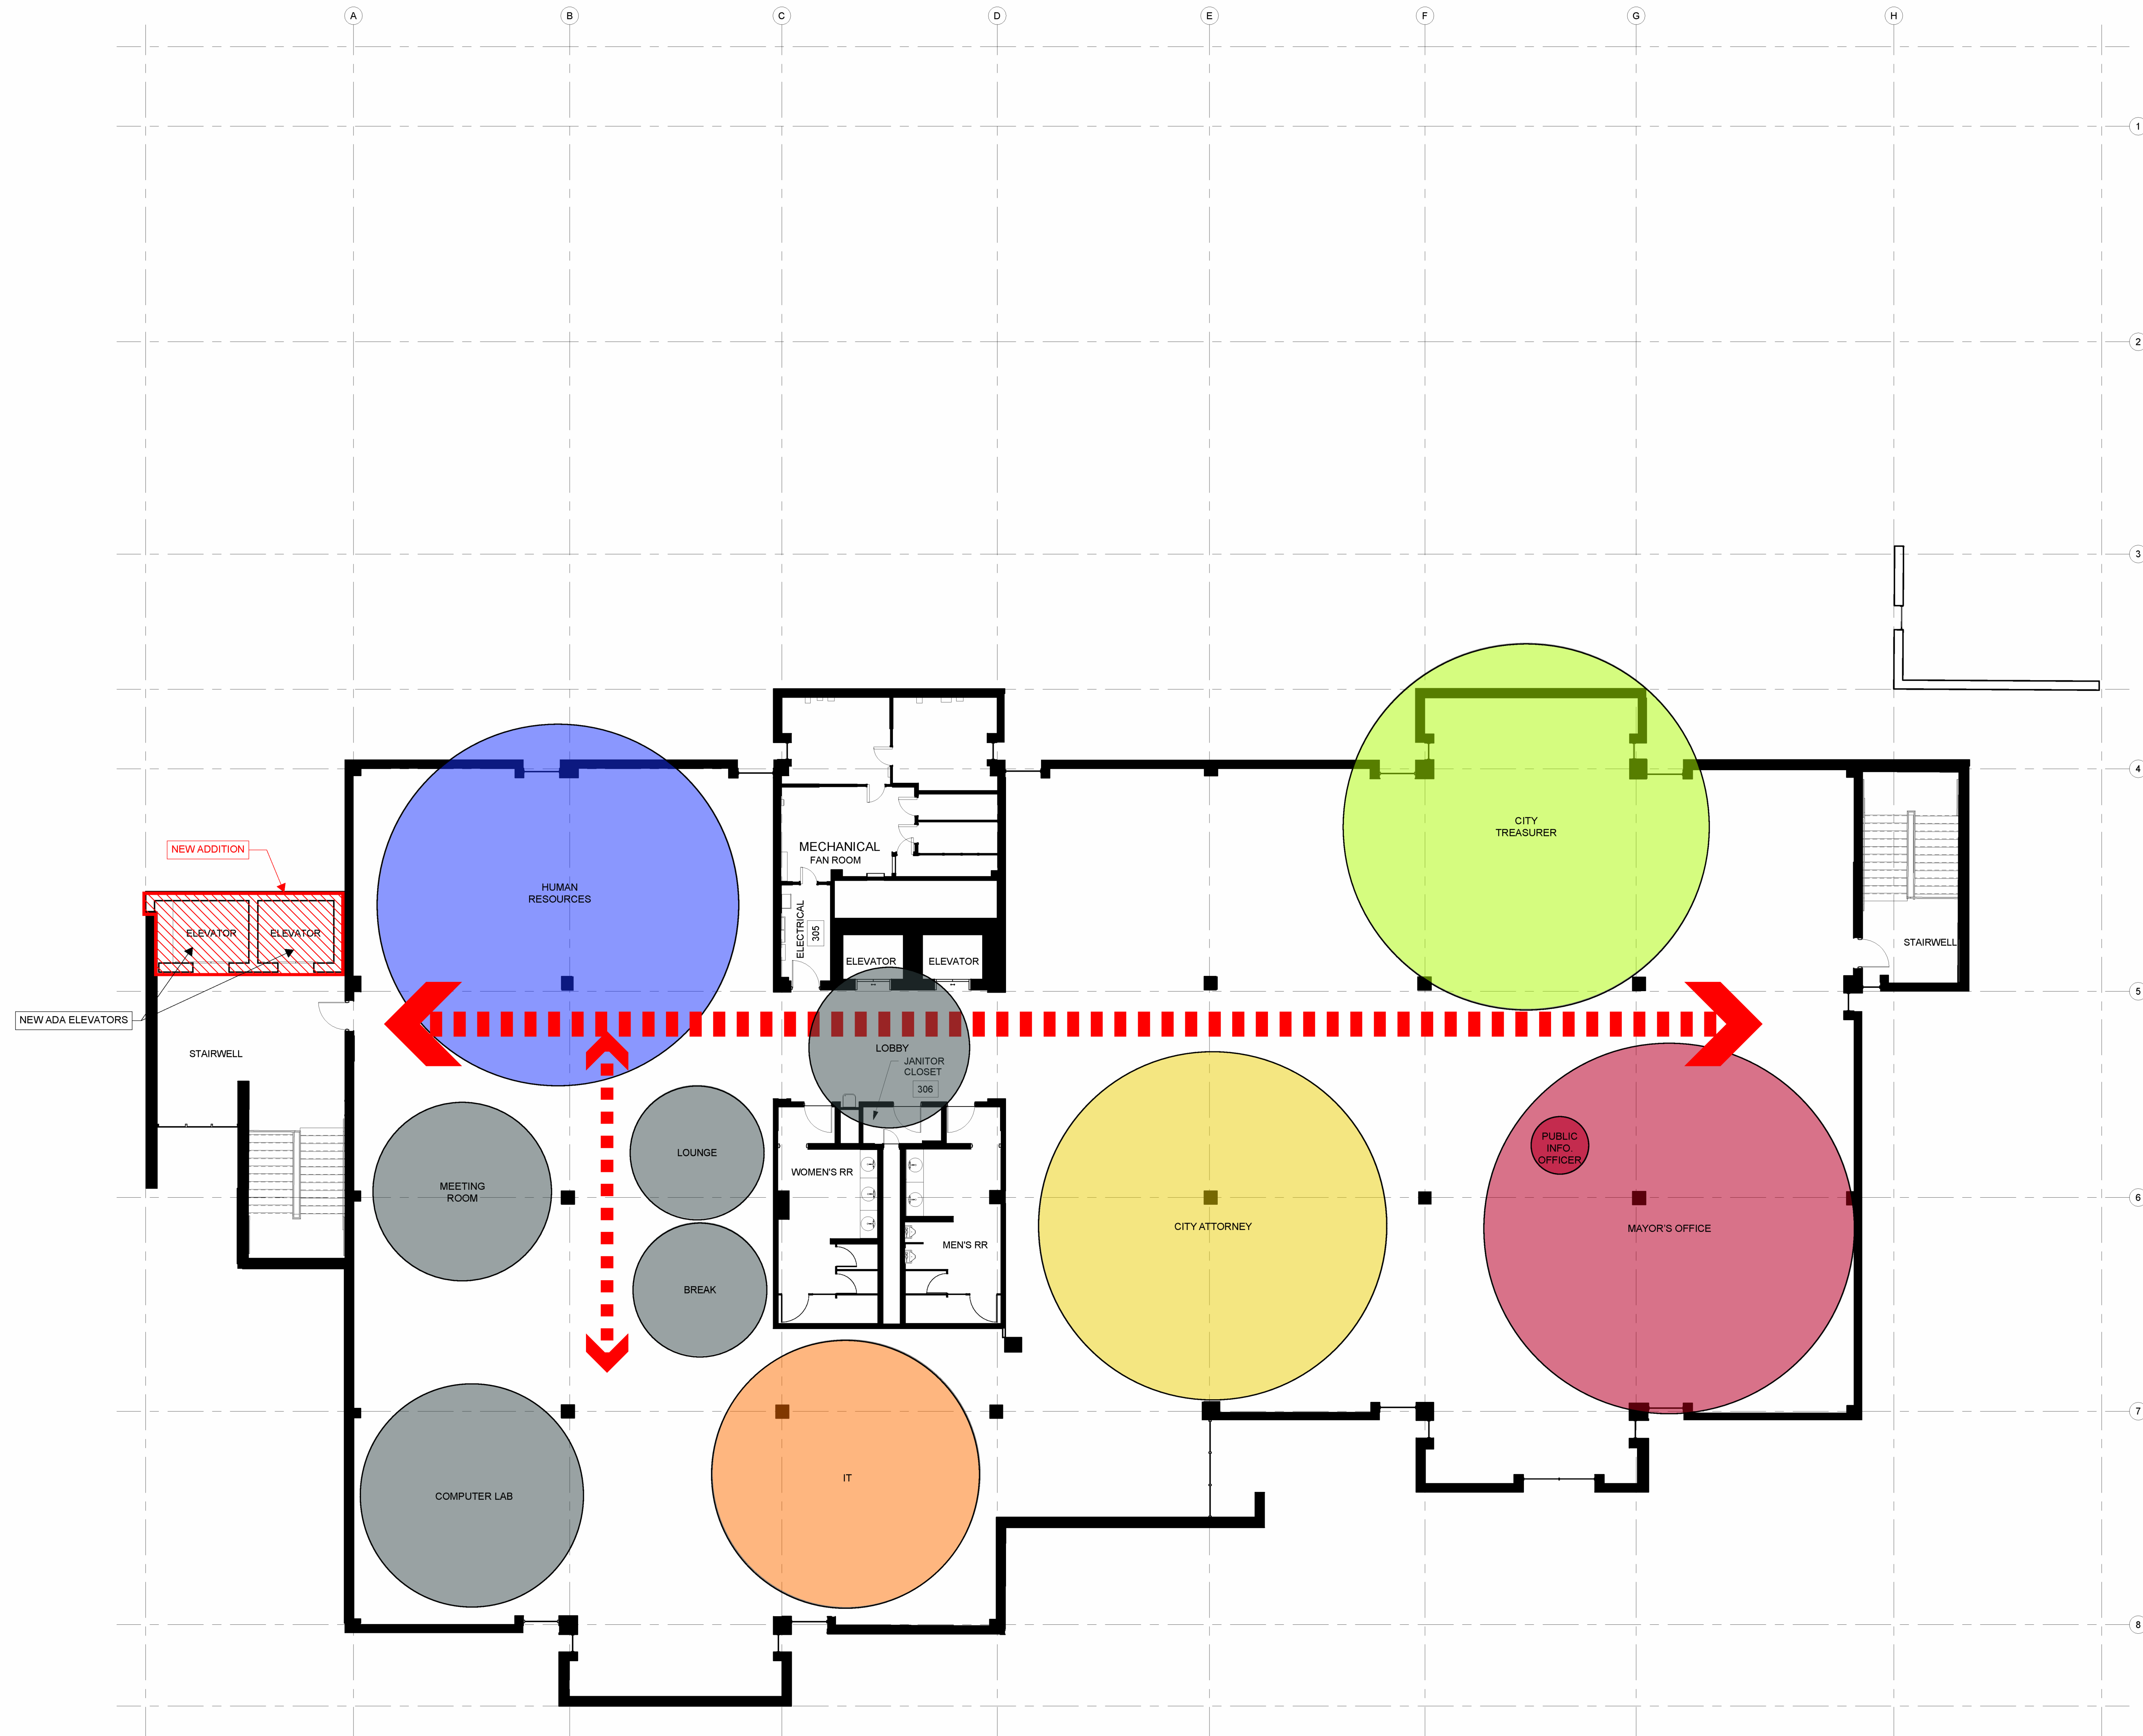 A
B
C
D
E
F
G
H
1
2
3
4
5
6
7
8
NEW ADDITION
ELEVATOR
ELEVATOR
NEW ADA ELEVATORS
STAIRWELL
HUMAN
RESOURCES
MECHANICAL
FAN ROOM
ELECTRICAL
305
ELEVATOR
ELEVATOR
LOBBY
JANITOR
CLOSET
306
CITY
TREASURER
STAIRWELL
MEETING
ROOM
LOUNGE
BREAK
WOMEN'S RR
MEN'S RR
CITY ATTORNEY
PUBLIC
INFO.
OFFICER
MAYOR'S OFFICE
COMPUTER LAB
IT